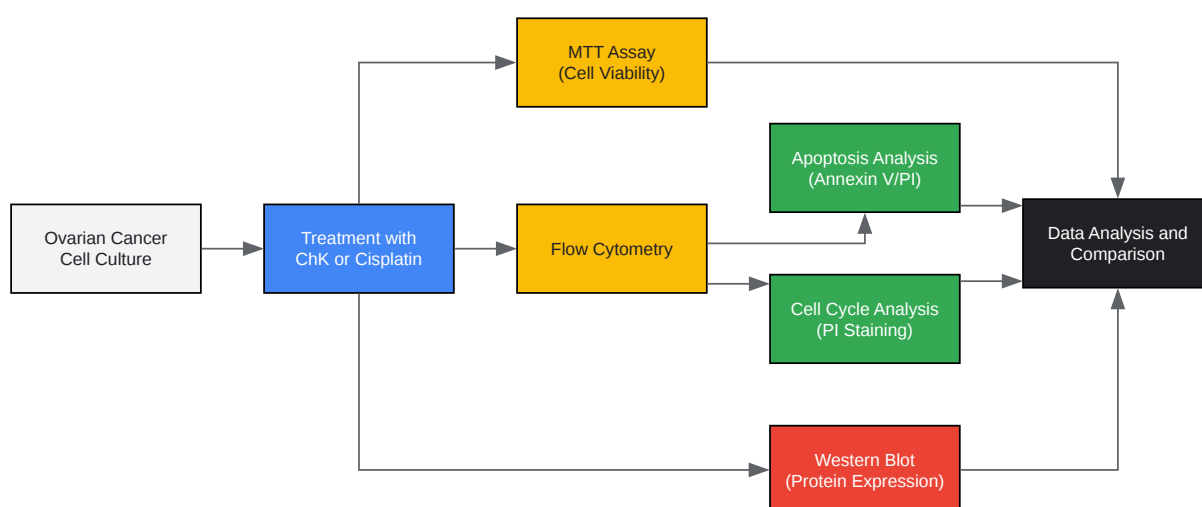 MTT Assay
(Cell Viability)
Apoptosis Analysis
(Annexin V/PI)
Ovarian Cancer
Cell Culture
Treatment with
ChK or Cisplatin
Flow Cytometry
Data Analysis and
Comparison
Cell Cycle Analysis
(PI Staining)
Western Blot
(Protein Expression)